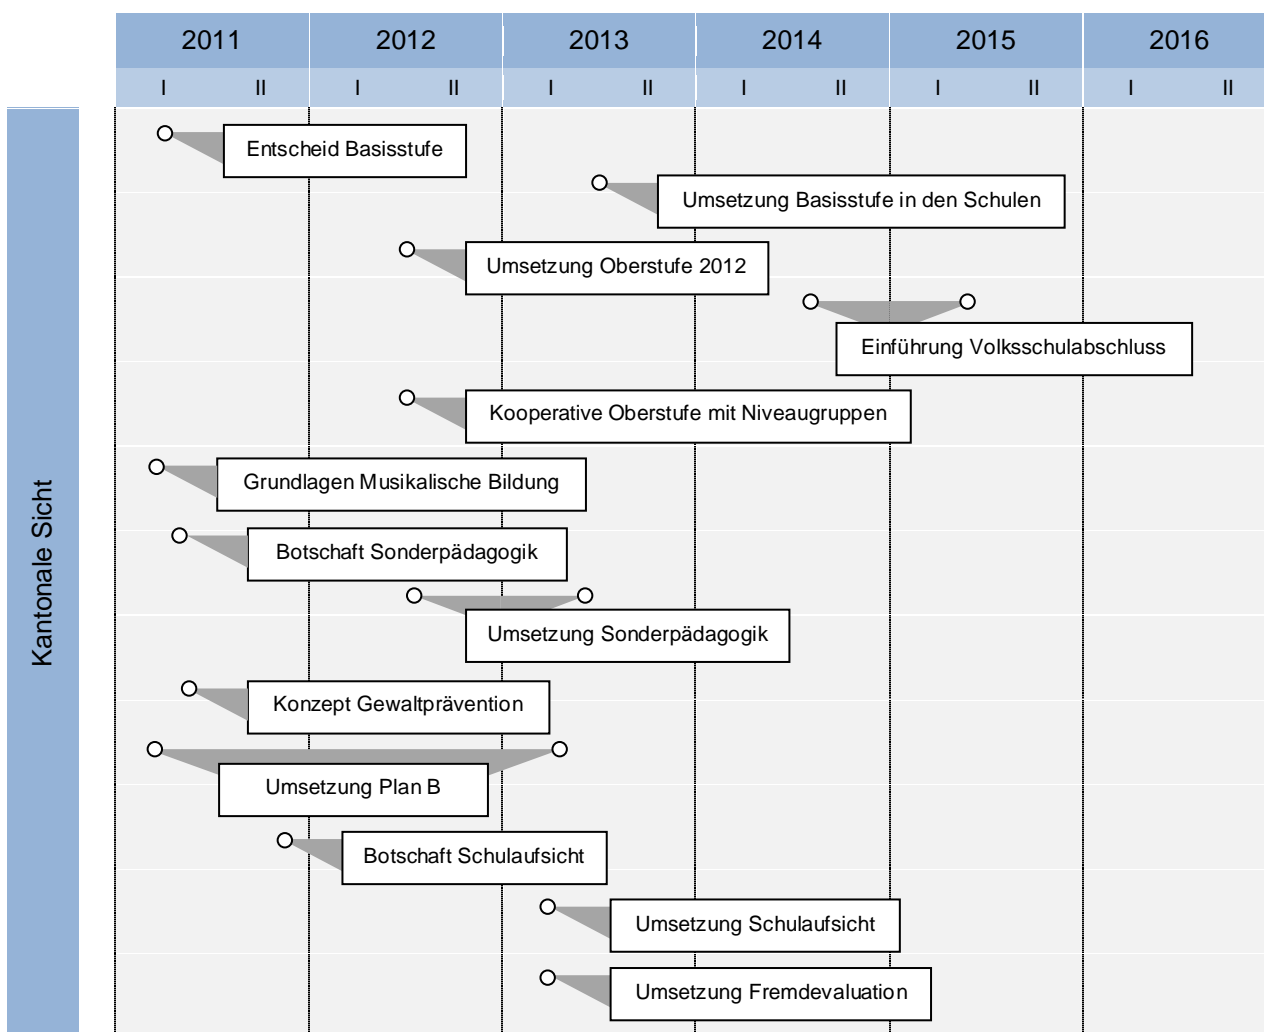 2011 2012 2013 2014 2015 2016
I II I II I II I II I II I II
Kantonale Sicht
Entscheid Basisstufe
Umsetzung Basisstufe in den Schulen
Umsetzung Oberstufe 2012
Einführung Volksschulabschluss
Kooperative Oberstufe mit Niveaugruppen
Grundlagen Musikalische Bildung
Botschaft Sonderpädagogik
Umsetzung Sonderpädagogik
Konzept Gewaltprävention
Umsetzung Plan B
Botschaft Schulaufsicht
Umsetzung Schulaufsicht
Umsetzung Fremdevaluation